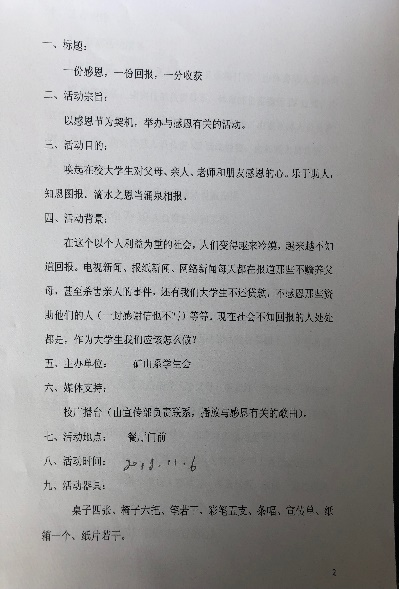 一、标题：
一份感恩，一份回报，一分收获
二、活动宗旨：
以感恩节为契机，举办与感恩有关的活动。
三、活动目的：
唤起在校大学生对父母、亲人、老师和朋友感恩的心。乐于助人，
知恩图报，滴水之恩当涌泉相报。
四、活动背景：
在这个以个人利益为重的社会，人们变得越来冷漠，越来越不知
道回报。电视新闻、报纸新闻、网络新闻每天都在报道那些不赡养父
母，甚至杀害亲人的事件，还有我们大学生不还贷款，不感恩那些资
助他们的人（一封感谢信也不写）等等。现在社会不知回报的人处处
都是，作为大学生我们应该怎么做？
五、主办单位： 矿山系学生会
六、媒体支持：
校广播台（由宣传部负责联系，播放与感恩有关的歌曲）。
七、活动地点： 餐厅门前
八、活动时间： 2018.11.6
九、活动器具：
桌子四张、椅子六把、笔若干、彩笔五支、条幅、宣传单、纸
箱一个、纸片若干。
2